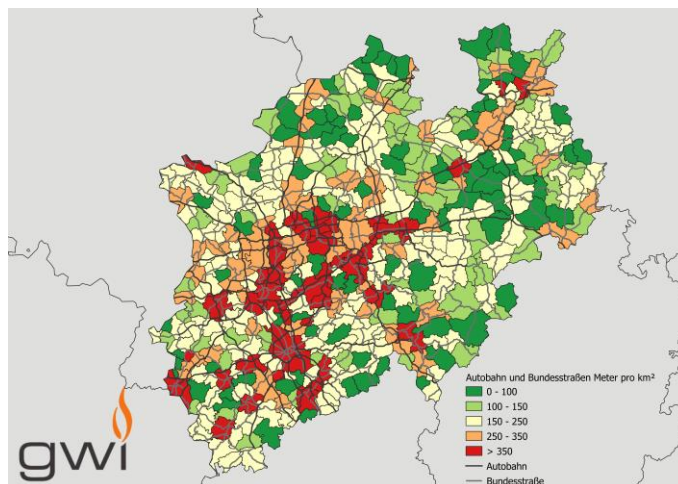 Autobahn und Bundesstraßen Meter pro km²
0 - 100
100 - 150
150 - 250
250 - 350
> 350
Autobahn
Bundesstraße
gwi